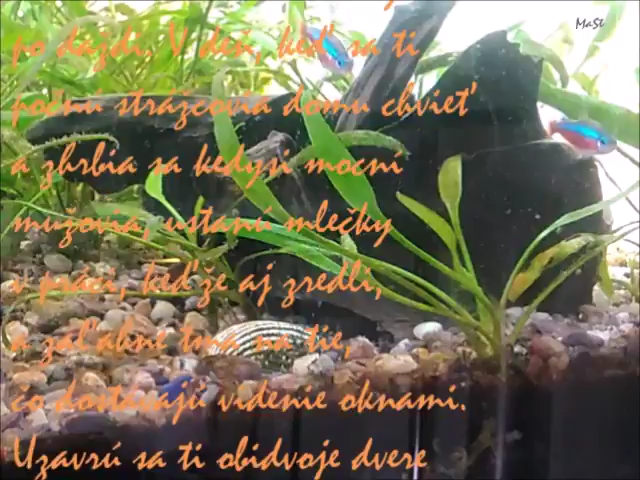 MaSt
po daždi. V deň, keď sa ti
počnú strážcovia domu chvieť
a zhrbia sa kedysi mocní
mužovia, ustanú mlečky
v práci, keďže aj zredli,
a zaľahne tma na tie,
čo dostávajú videnie oknami.
Uzavrú sa ti obidvoje dvere